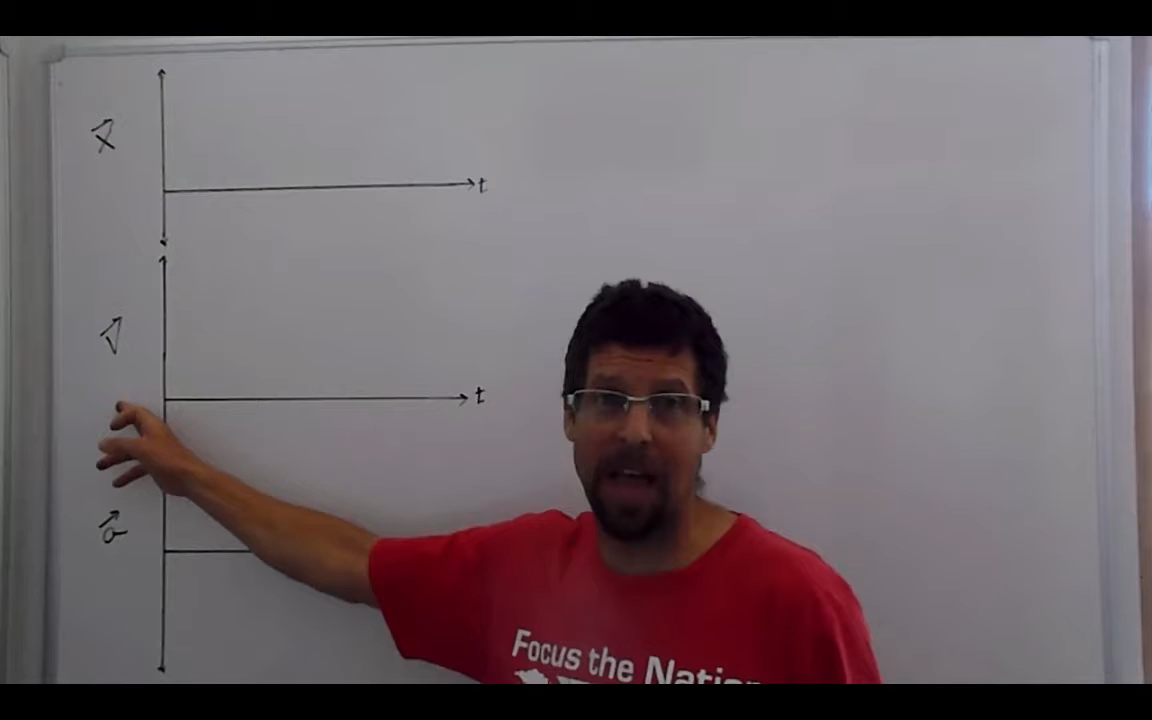 x⃗
t
v⃗
t
a⃗
Focus the Nation